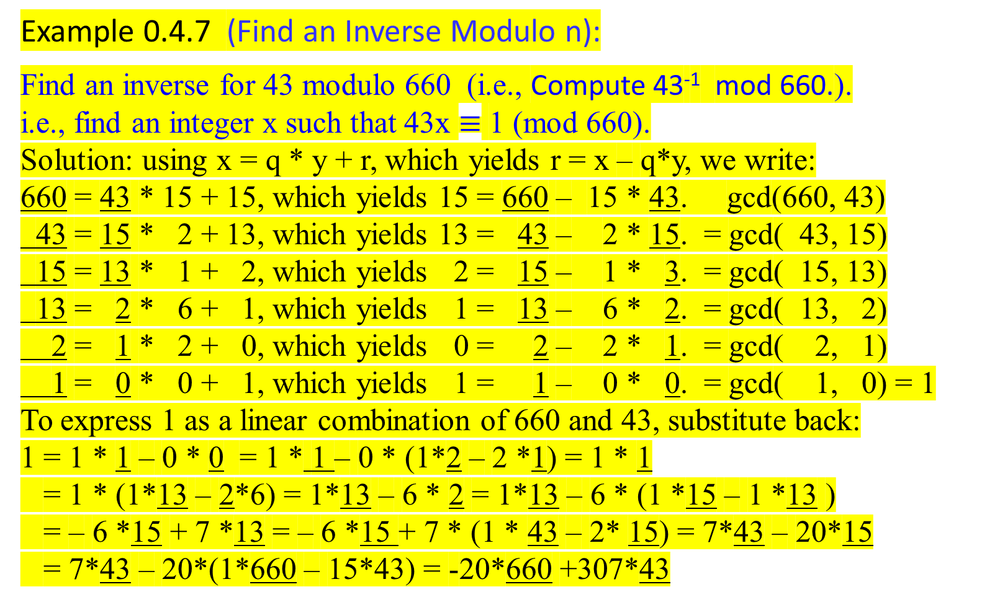 Example 0.4.7 (Find an Inverse Modulo n):
Find an inverse for 43 modulo 660 (i.e., Compute 43⁻¹ mod 660.).
i.e., find an integer x such that 43x ≡ 1 (mod 660).
Solution: using x = q * y + r, which yields r = x – q*y, we write:
660 = 43 * 15 + 15, which yields 15 = 660 – 15 * 43. gcd(660, 43)
43 = 15 * 2 + 13, which yields 13 = 43 – 2 * 15. = gcd( 43, 15)
15 = 13 * 1 + 2, which yields 2 = 15 – 1 * 3. = gcd( 15, 13)
13 = 2 * 6 + 1, which yields 1 = 13 – 6 * 2. = gcd( 13, 2)
2 = 1 * 2 + 0, which yields 0 = 2 – 2 * 1. = gcd( 2, 1)
1 = 0 * 0 + 1, which yields 1 = 1 – 0 * 0. = gcd( 1, 0) = 1
To express 1 as a linear combination of 660 and 43, substitute back:
1 = 1 * 1 – 0 * 0 = 1 * 1 – 0 * (1*2 – 2 *1) = 1 * 1
= 1 * (1*13 – 2*6) = 1*13 – 6 * 2 = 1*13 – 6 * (1 *15 – 1 *13 )
= – 6 *15 + 7 *13 = – 6 *15 + 7 * (1 * 43 – 2* 15) = 7*43 – 20*15
= 7*43 – 20*(1*660 – 15*43) = -20*660 +307*43